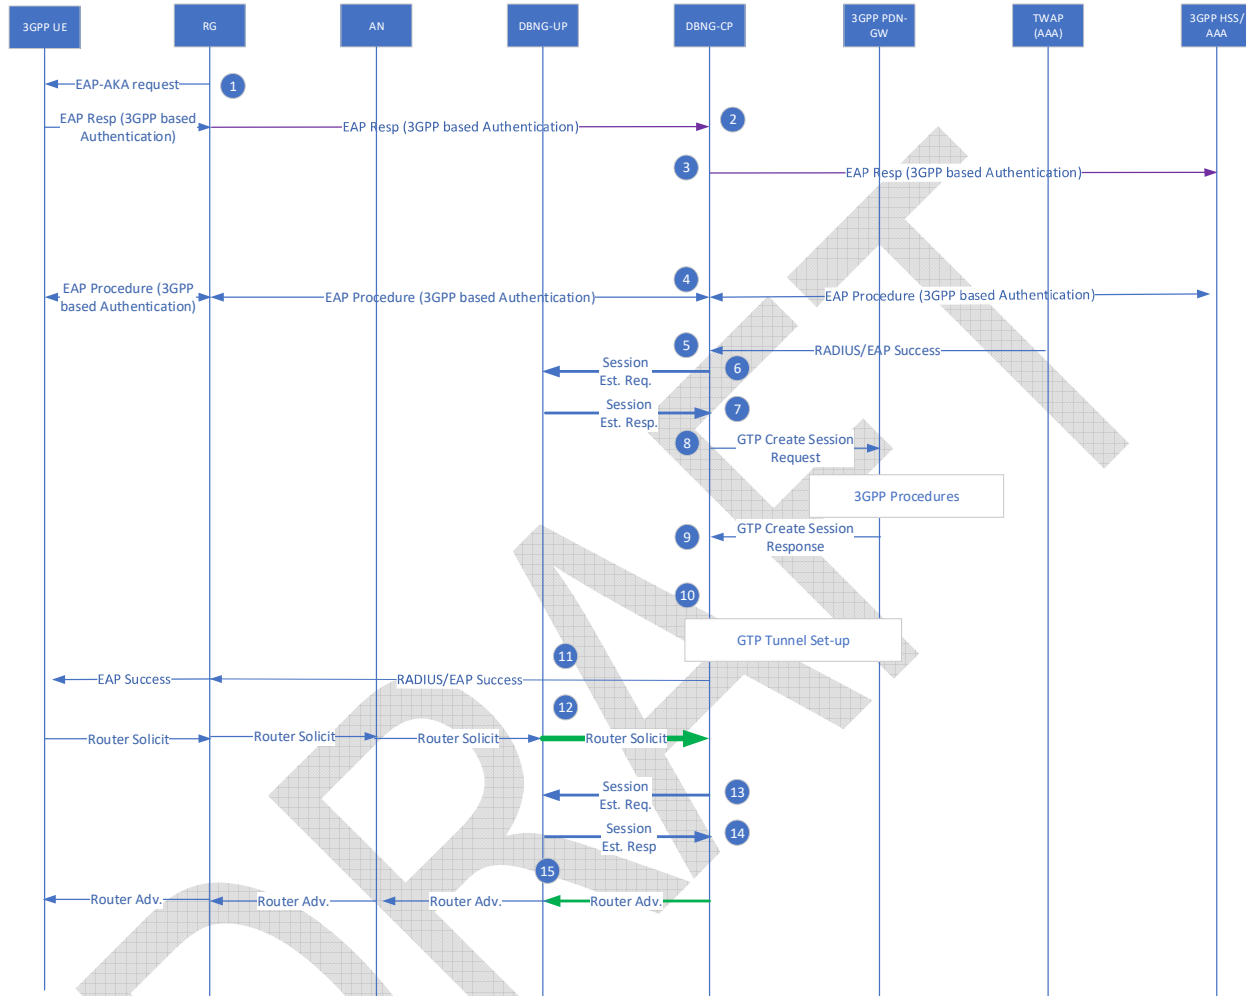 3GPP UE
RG
AN
DBNG-UP
DBNG-CP
3GPP PDN-
GW
TWAP
(AAA)
3GPP HSS/
AAA
EAP-AKA request
1
EAP Resp (3GPP based
Authentication)
EAP Resp (3GPP based Authentication)
2
3
EAP Resp (3GPP based Authentication)
4
EAP Procedure (3GPP
based Authentication)
EAP Procedure (3GPP based Authentication)
EAP Procedure (3GPP based Authentication)
5
RADIUS/EAP Success
Session
Est. Req.
6
Session
Est. Resp.
7
8
GTP Create Session
Request
3GPP Procedures
9
GTP Create Session
Response
10
GTP Tunnel Set-up
11
EAP Success
RADIUS/EAP Success
12
Router Solicit
Router Solicit
Router Solicit
Router Solicit
Session
Est. Req.
13
Session
Est. Resp
14
15
Router Adv.
Router Adv.
Router Adv.
Router Adv.
DRAFT